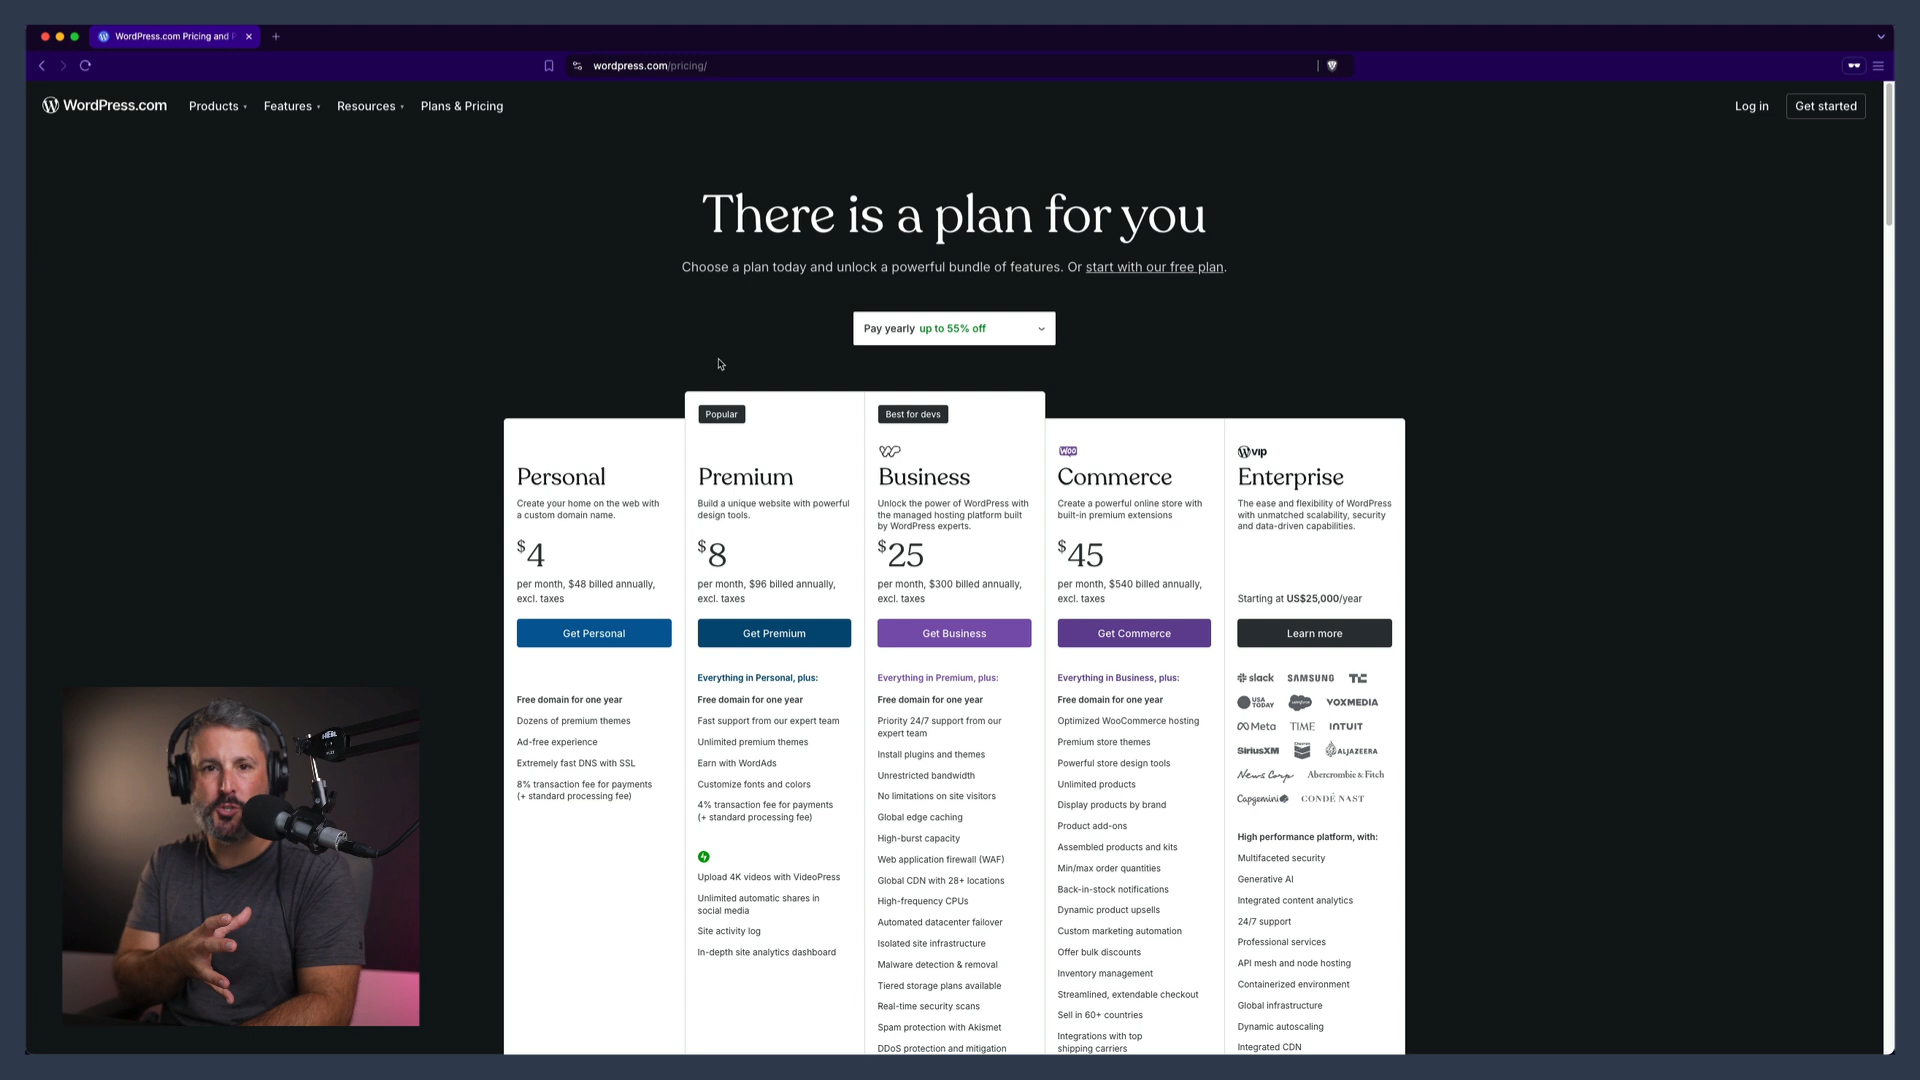 WordPress.com Pricing and P
wordpress.com/pricing/
WordPress.com
Products
Features
Resources
Plans & Pricing
Log in
Get started
There is a plan for you
Choose a plan today and unlock a powerful bundle of features. Or start with our free plan.
Pay yearly up to 55% off
Personal
Create your home on the web with
a custom domain name.
$4
per month, $48 billed annually,
excl. taxes
Get Personal
Free domain for one year
Dozens of premium themes
Ad-free experience
Extremely fast DNS with SSL
8% transaction fee for payments
(+ standard processing fee)
Popular
Premium
Build a unique website with powerful
design tools.
$8
per month, $96 billed annually,
excl. taxes
Get Premium
Everything in Personal, plus:
Free domain for one year
Fast support from our expert team
Unlimited premium themes
Earn with WordAds
Customize fonts and colors
4% transaction fee for payments
(+ standard processing fee)
Upload 4K videos with VideoPress
Unlimited automatic shares in
social media
Site activity log
In-depth site analytics dashboard
Best for devs
Business
Unlock the power of WordPress with
the managed hosting platform built
by WordPress experts.
$25
per month, $300 billed annually,
excl. taxes
Get Business
Everything in Premium, plus:
Free domain for one year
Priority 24/7 support from our
expert team
Install plugins and themes
Unrestricted bandwidth
No limitations on site visitors
Global edge caching
High-burst capacity
Web application firewall (WAF)
Global CDN with 28+ locations
High-frequency CPUs
Automated datacenter failover
Isolated site infrastructure
Malware detection & removal
Tiered storage plans available
Real-time security scans
Spam protection with Akismet
DDoS protection and mitigation
WOO
Commerce
Create a powerful online store with
built-in premium extensions
$45
per month, $540 billed annually,
excl. taxes
Get Commerce
Everything in Business, plus:
Free domain for one year
Optimized WooCommerce hosting
Premium store themes
Powerful store design tools
Unlimited products
Display products by brand
Product add-ons
Assembled products and kits
Min/max order quantities
Back-in-stock notifications
Dynamic product upsells
Custom marketing automation
Offer bulk discounts
Inventory management
Streamlined, extendable checkout
Sell in 60+ countries
Integrations with top
shipping carriers
vip
Enterprise
The ease and flexibility of WordPress
with unmatched scalability, security
and data-driven capabilities.
Starting at US$25,000/year
Learn more
slack SAMSUNG TC
USA TODAY salesforce VOXMEDIA
Meta TIME INTUIT
SiriusXM ALJAZEERA
News Corp Abercrombie & Fitch
Capgemini CONDÉ NAST
High performance platform, with:
Multifaceted security
Generative AI
Integrated content analytics
24/7 support
Professional services
API mesh and node hosting
Containerized environment
Global infrastructure
Dynamic autoscaling
Integrated CDN